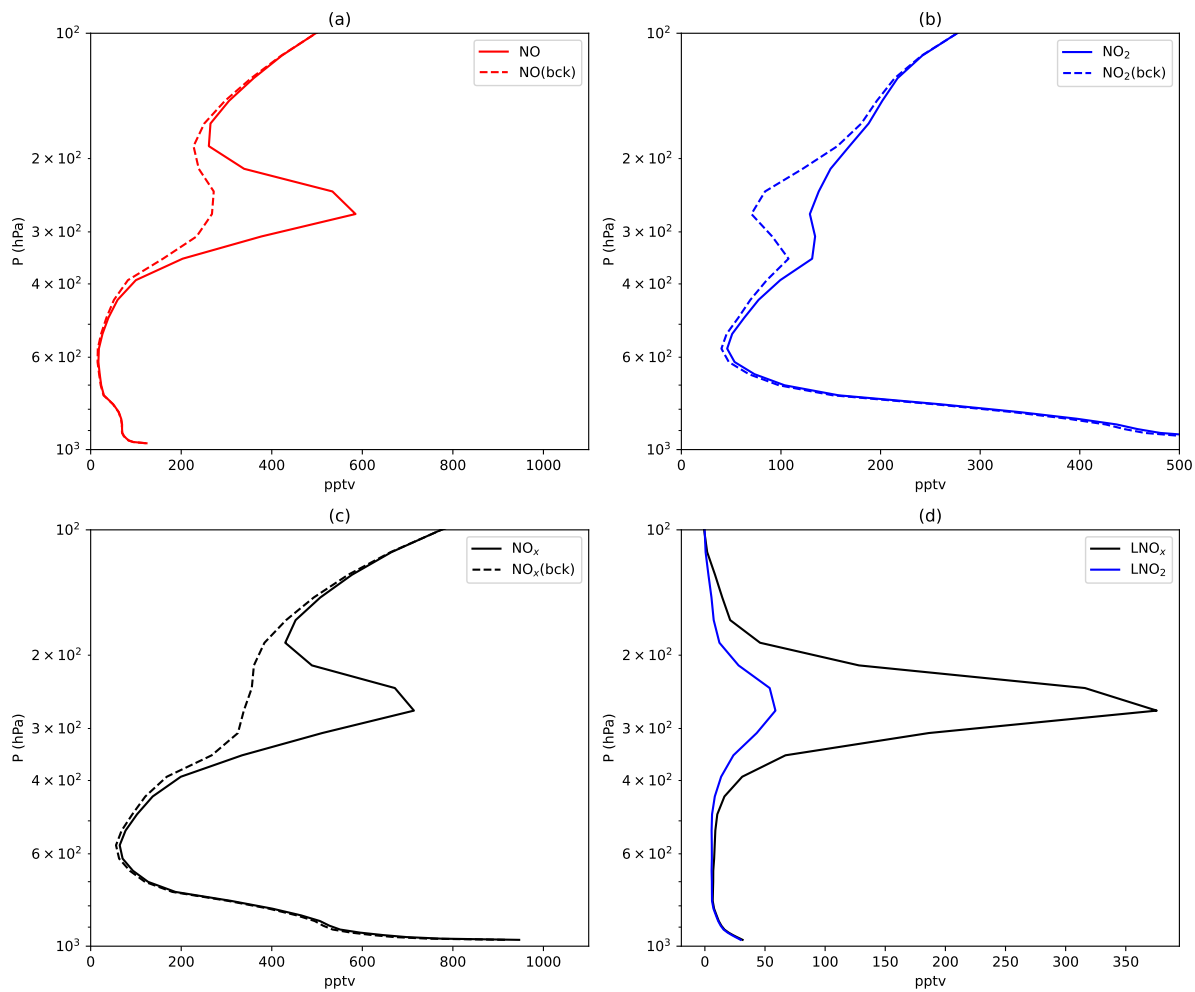 (a)
10²
2 × 10²
3 × 10²
4 × 10²
6 × 10²
10³
P (hPa)
NO
NO(bck)
0 200 400 600 800 1000
pptv
(b)
10²
2 × 10²
3 × 10²
4 × 10²
6 × 10²
10³
P (hPa)
NO₂
NO₂(bck)
0 100 200 300 400 500
pptv
(c)
10²
2 × 10²
3 × 10²
4 × 10²
6 × 10²
10³
P (hPa)
NOₓ
NOₓ(bck)
0 200 400 600 800 1000
pptv
(d)
10²
2 × 10²
3 × 10²
4 × 10²
6 × 10²
10³
P (hPa)
LNOₓ
LNO₂
0 50 100 150 200 250 300 350
pptv